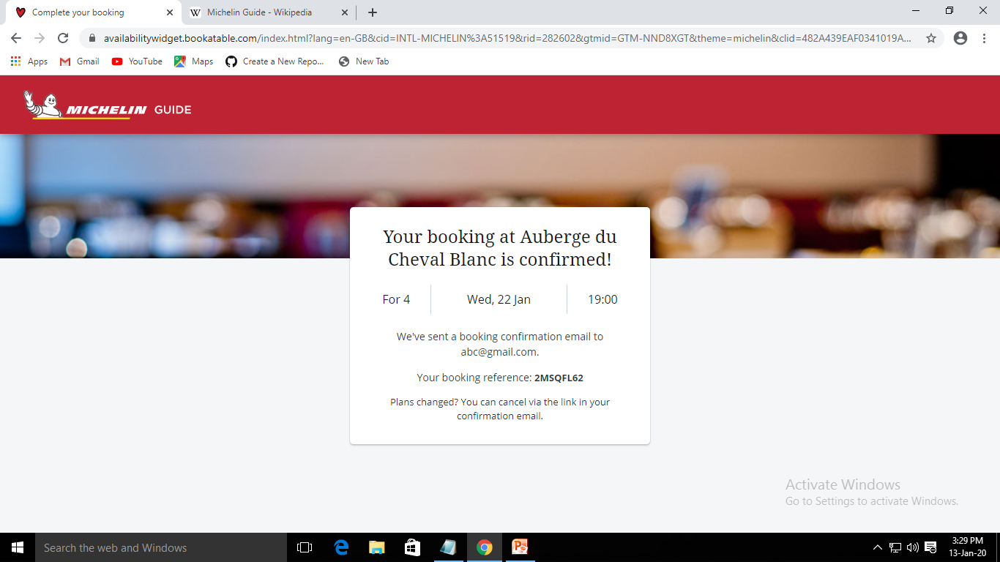 Complete your booking
Michelin Guide - Wikipedia
availabilitywidget.bookatable.com/index.html?lang=en-GB&cid=INTL-MICHELIN%3A51519&rid=282602&gtmid=GTM-NND8XGT&theme=michelin&clid=482A439EAF0341019A...
Apps Gmail YouTube Maps Create a New Repo... New Tab
MICHELIN GUIDE
Your booking at Auberge du
Cheval Blanc is confirmed!
For 4 Wed, 22 Jan 19:00
We've sent a booking confirmation email to
abc@gmail.com.
Your booking reference: 2MSQFL62
Plans changed? You can cancel via the link in your
confirmation email.
Activate Windows
Go to Settings to activate Windows.
Search the web and Windows
3:29 PM
13-Jan-20